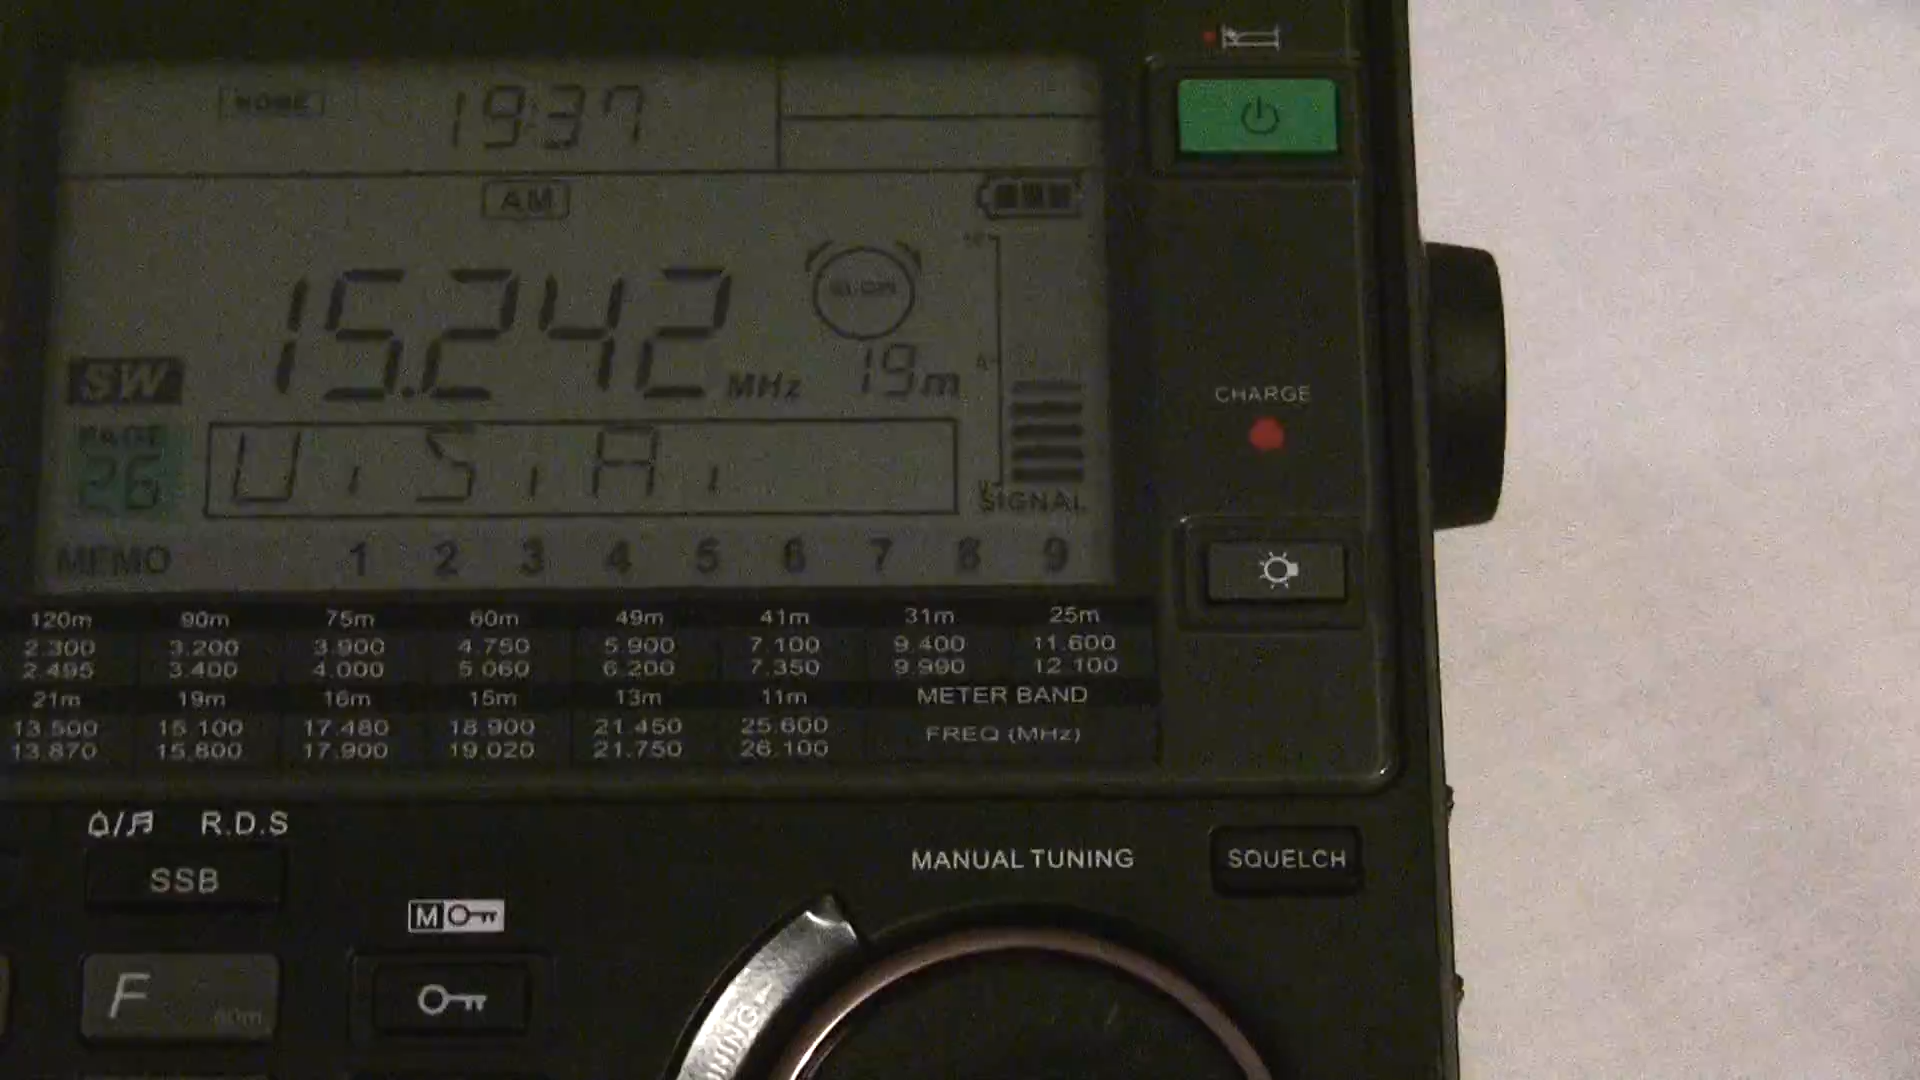 HOME 19:37
AM
15.242 MHz
SLOW
19m
SW
PAGE
26
U.S.A.
SIGNAL
MEMO 1 2 3 4 5 6 7 8 9
CHARGE
120m 90m 75m 60m 49m 41m 31m 25m
2.300 3.200 3.900 4.750 5.900 7.100 9.400 11.600
2.495 3.400 4.000 5.060 6.200 7.350 9.990 12.100
21m 19m 16m 15m 13m 11m METER BAND
13.500 15.100 17.480 18.900 21.450 25.600 FREQ (MHz)
13.870 15.800 17.900 19.020 21.750 26.100
R.D.S
SSB
MANUAL TUNING
SQUELCH
M
F
60m